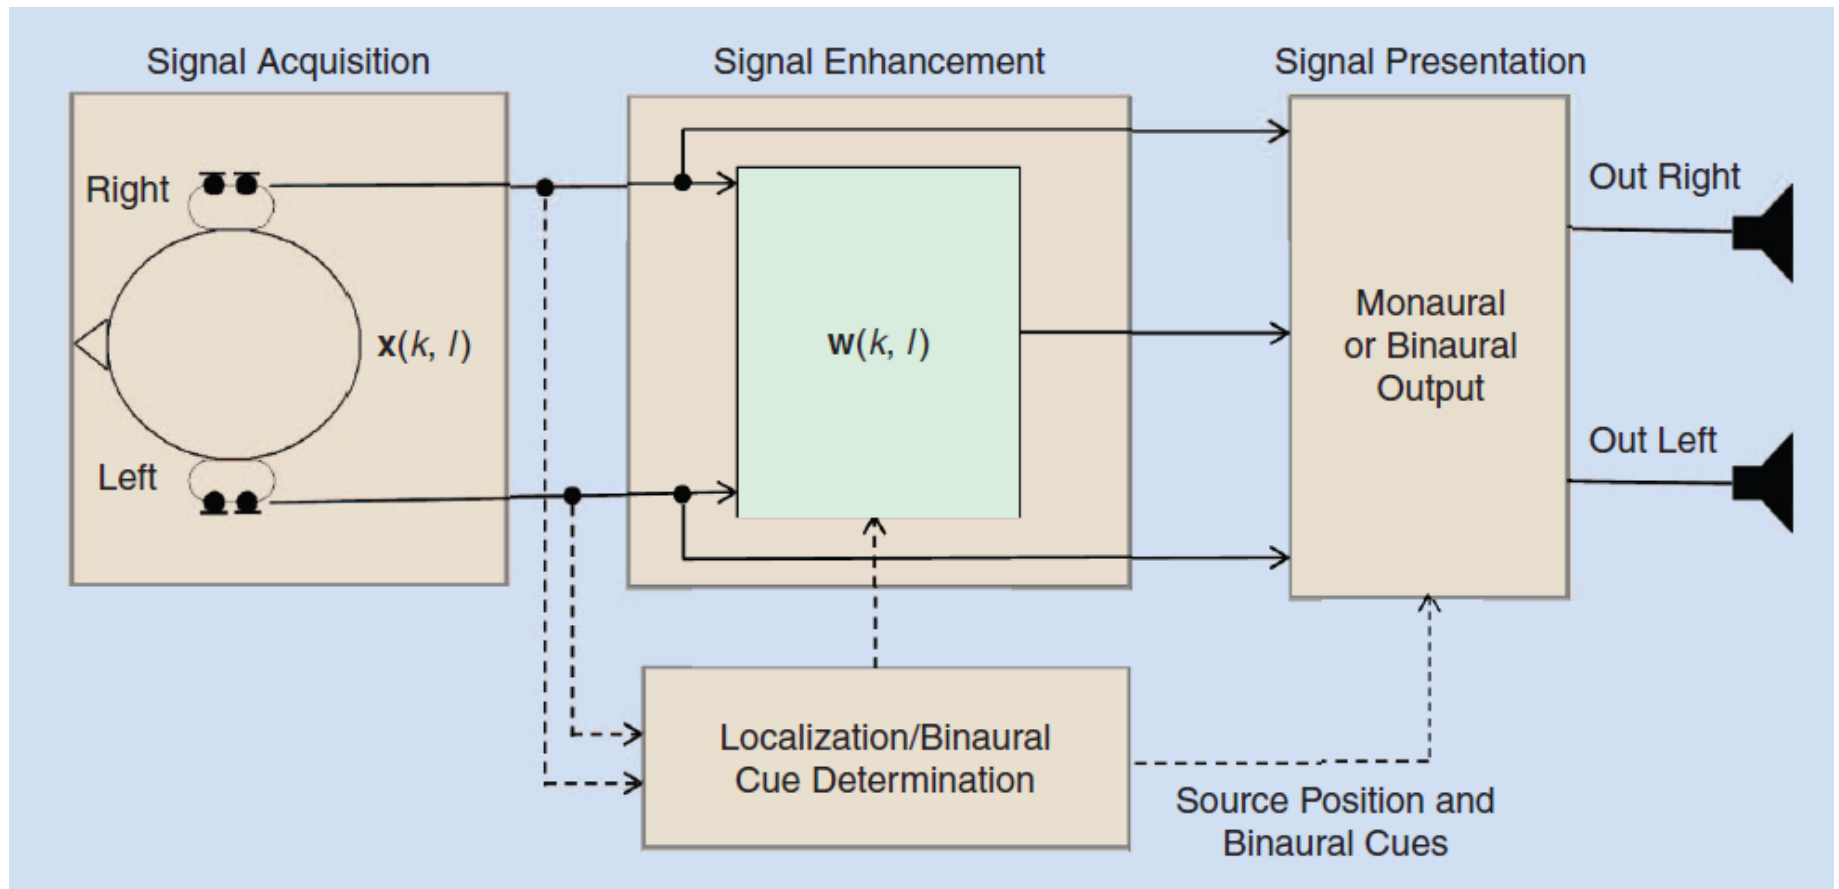 Signal Acquisition
Signal Enhancement
Signal Presentation
Right
x(k, l)
Left
w(k, l)
Monaural
or Binaural
Output
Out Right
Out Left
Localization/Binaural
Cue Determination
Source Position and
Binaural Cues